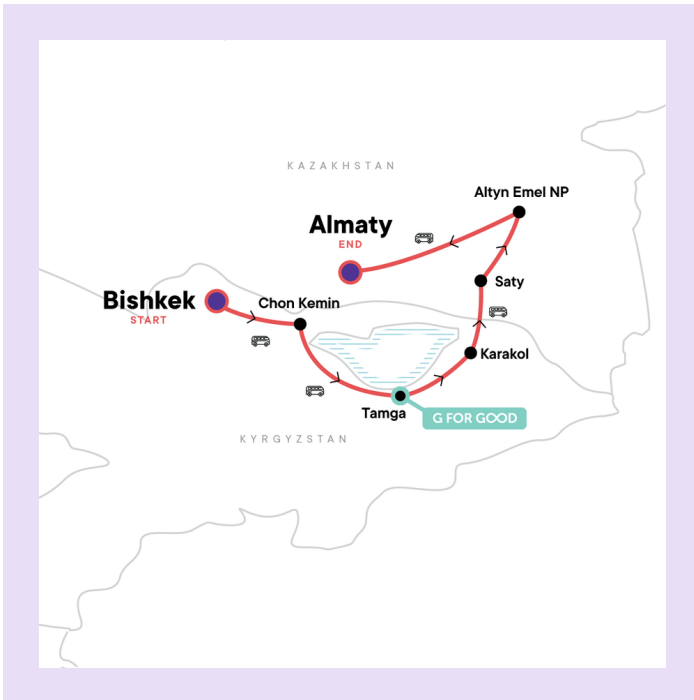 KAZAKHSTAN
Altyn Emel NP
Almaty
END
Saty
Bishkek
START
Chon Kemin
Karakol
Tamga
G FOR GOOD
KYRGYZSTAN